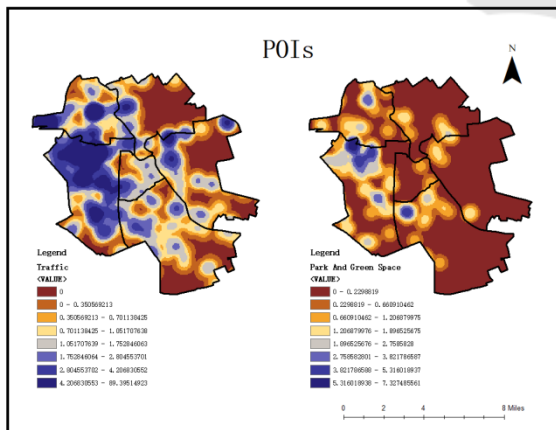 POIs
N
Legend
Traffic
<VALUE>
0
0 - 0.350569213
0.350569213 - 0.701138425
0.701138425 - 1.051707638
1.051707639 - 1.752846063
1.752846064 - 2.804553701
2.804553702 - 4.206830552
4.206830553 - 89.39514923
Legend
Park And Green Space
<VALUE>
0 - 0.2298819
0.2298819 - 0.660910462
0.660910462 - 1.206879975
1.206879976 - 1.896525675
1.896525676 - 2.7585828
2.758582801 - 3.821786587
3.821786588 - 5.316018937
5.316018938 - 7.327485561
0 2 4 8 Miles